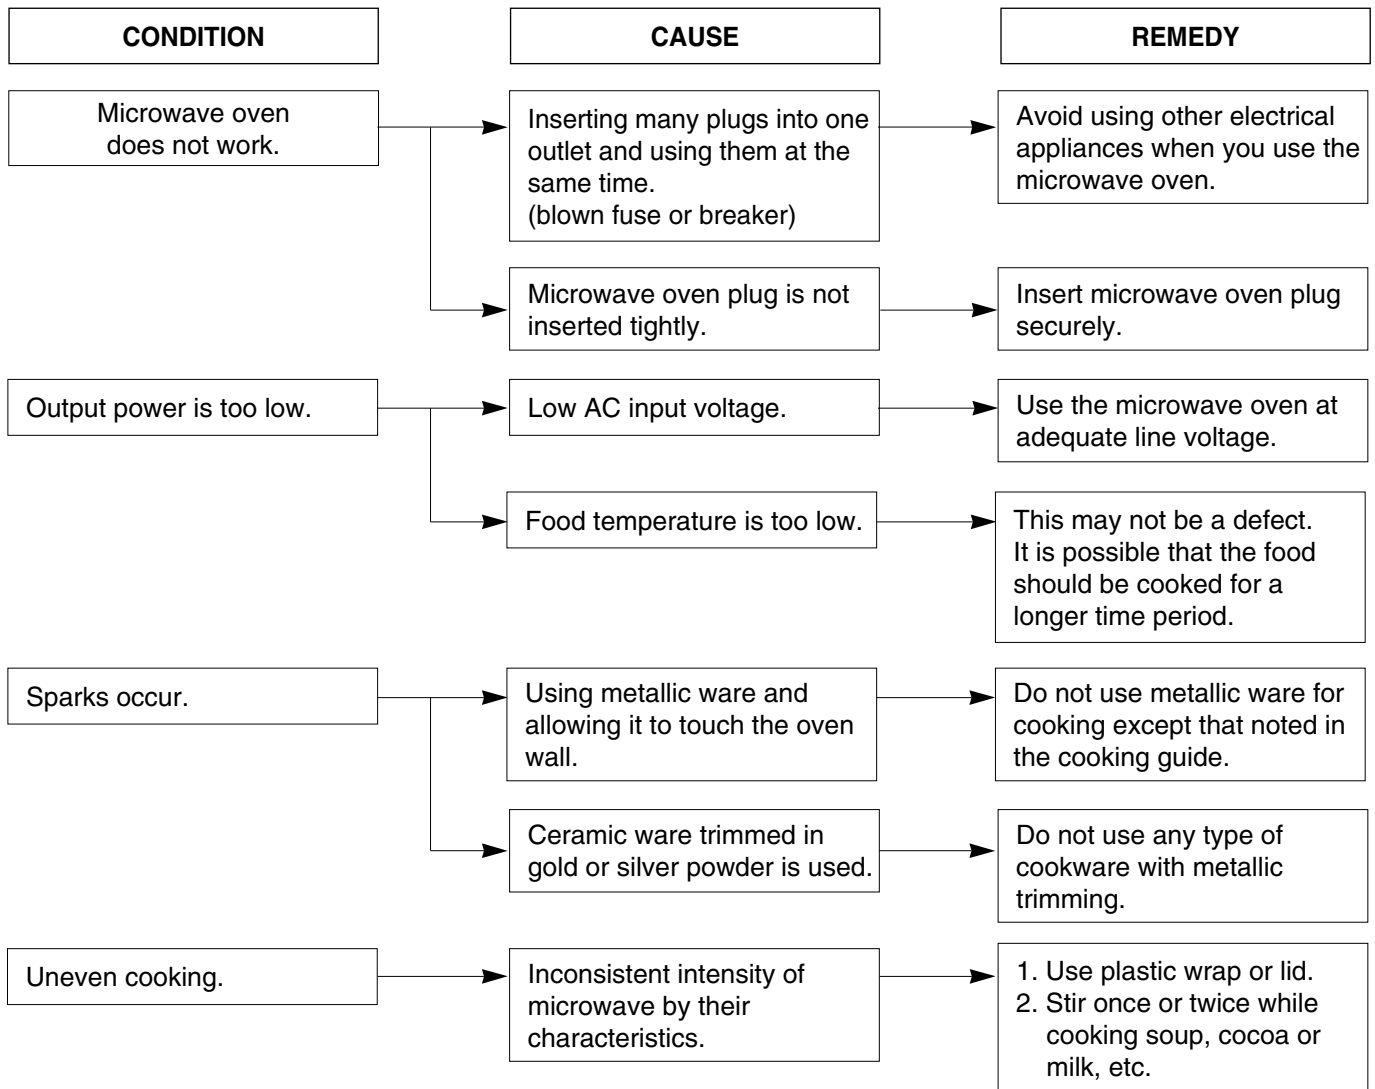 CONDITION
CAUSE
REMEDY
Microwave oven
does not work.
Inserting many plugs into one
outlet and using them at the
same time.
(blown fuse or breaker)
Avoid using other electrical
appliances when you use the
microwave oven.
Microwave oven plug is not
inserted tightly.
Insert microwave oven plug
securely.
Output power is too low.
Low AC input voltage.
Use the microwave oven at
adequate line voltage.
Food temperature is too low.
This may not be a defect.
It is possible that the food
should be cooked for a
longer time period.
Sparks occur.
Using metallic ware and
allowing it to touch the oven
wall.
Do not use metallic ware for
cooking except that noted in
the cooking guide.
Ceramic ware trimmed in
gold or silver powder is used.
Do not use any type of
cookware with metallic
trimming.
Uneven cooking.
Inconsistent intensity of
microwave by their
characteristics.
1. Use plastic wrap or lid.
2. Stir once or twice while
cooking soup, cocoa or
milk, etc.